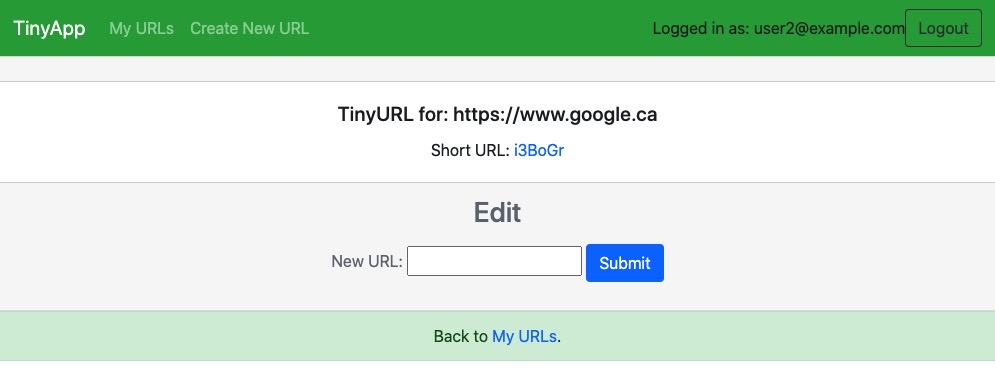 TinyApp My URLs Create New URL Logged in as: user2@example.com Logout
TinyURL for: https://www.google.ca
Short URL: i3BoGr
Edit
New URL: Submit
Back to My URLs.